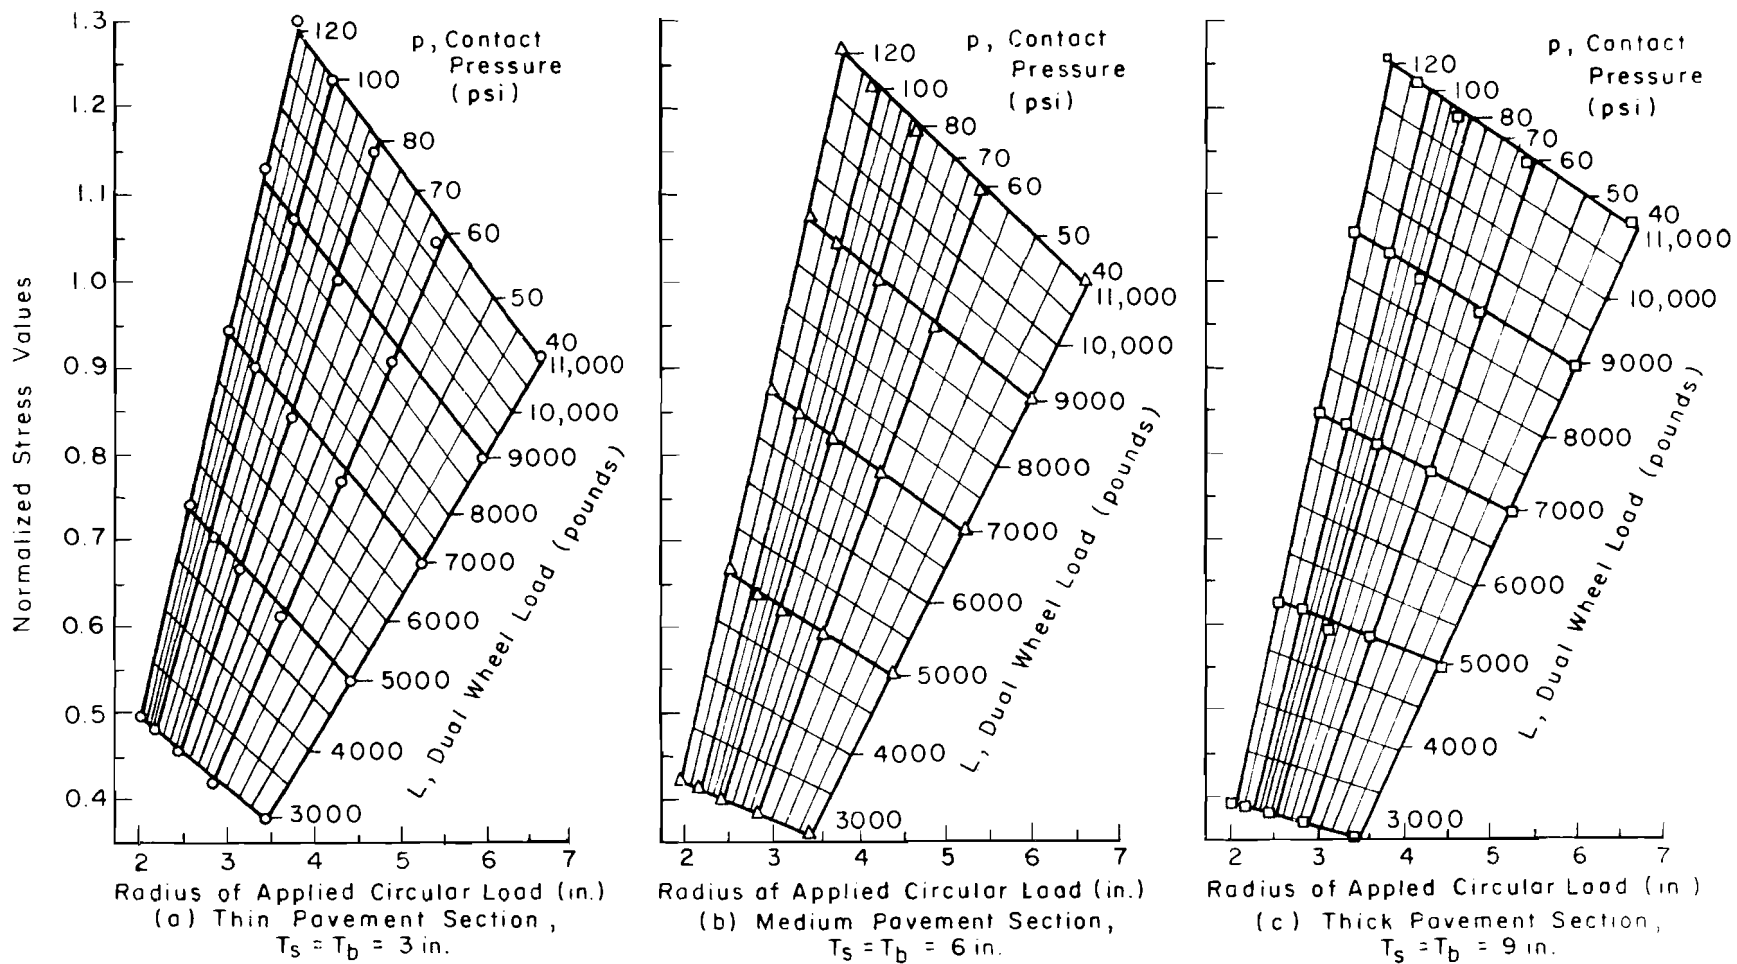 Normalized Stress Values
1.3
1.2
1.1
1.0
0.9
0.8
0.7
0.6
0.5
0.4
2 3 4 5 6 7
p, Contact
Pressure
(psi)
120
100
80
70
60
50
40
11,000
10,000
9000
8000
7000
6000
5000
4000
3000
L, Dual Wheel Load (pounds)
Radius of Applied Circular Load (in.)
(a) Thin Pavement Section,
Ts = Tb = 3 in.
p, Contact
Pressure
(psi)
120
100
80
70
60
50
40
11,000
10,000
9000
8000
7000
6000
5000
4000
3000
L, Dual Wheel Load (pounds)
2 3 4 5 6 7
Radius of Applied Circular Load (in.)
(b) Medium Pavement Section,
Ts = Tb = 6 in.
p, Contact
Pressure
(psi)
120
100
80
70
60
50
40
11,000
10,000
9000
8000
7000
6000
5000
4000
3000
L, Dual Wheel Load (pounds)
2 3 4 5 6 7
Radius of Appled Circular Load (in)
(c) Thick Pavement Section,
Ts = Tb = 9 in.